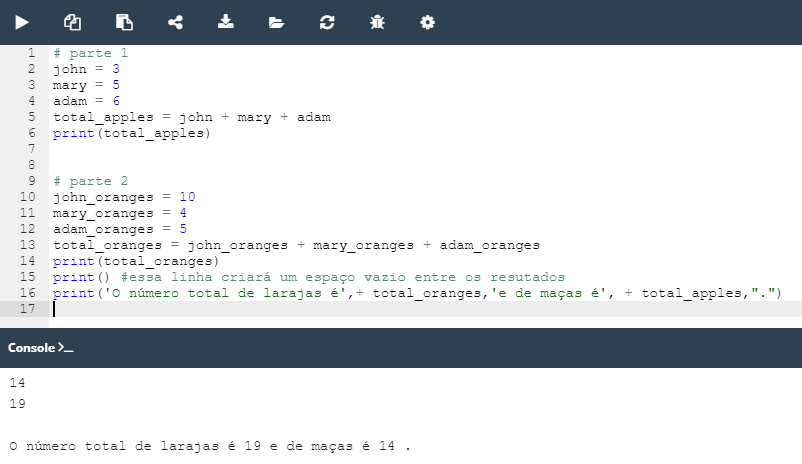 1 # parte 1
2 john = 3
3 mary = 5
4 adam = 6
5 total_apples = john + mary + adam
6 print(total_apples)
7
8
9 # parte 2
10 john_oranges = 10
11 mary_oranges = 4
12 adam_oranges = 5
13 total_oranges = john_oranges + mary_oranges + adam_oranges
14 print(total_oranges)
15 print() #essa linha criará um espaço vazio entre os resutados
16 print('O número total de larajas é',+ total_oranges,'e de maças é', + total_apples,".")
17
Console >_
14
19
O número total de larajas é 19 e de maças é 14 .